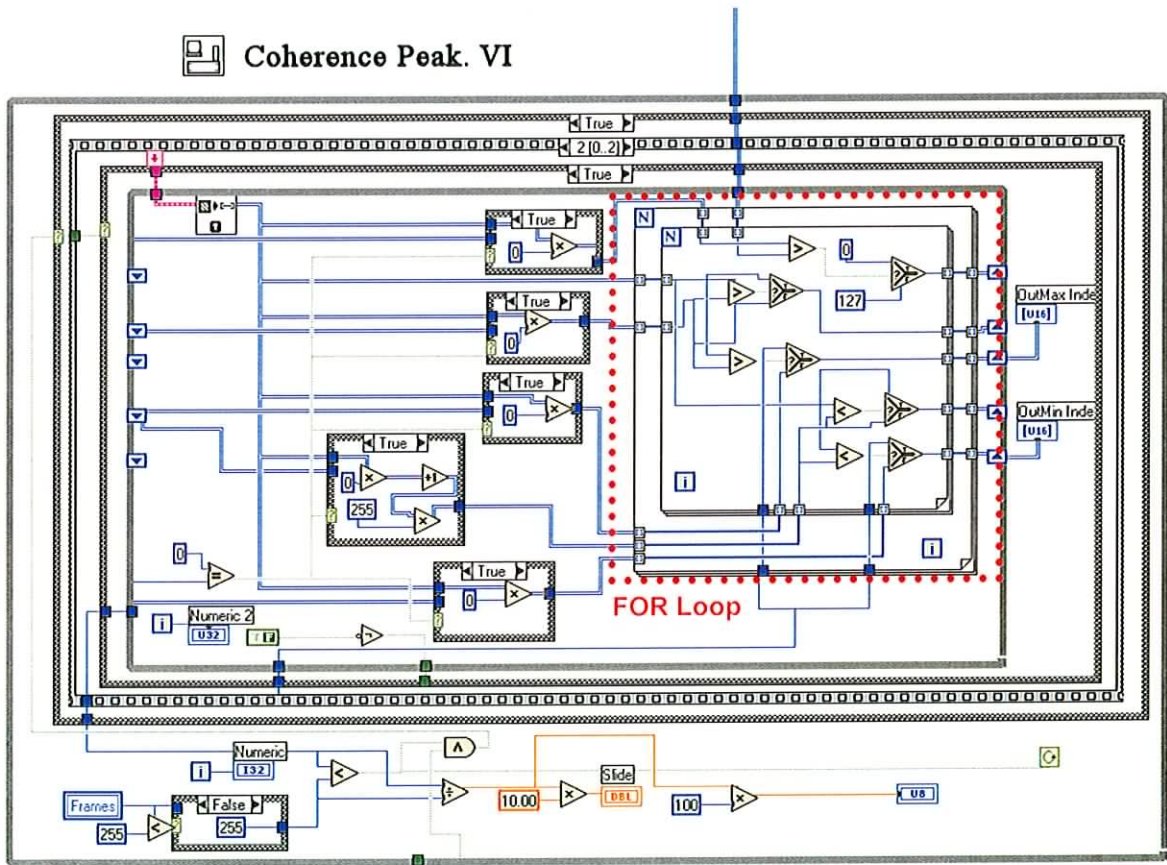 Coherence Peak. VI
True
2 [0..2]
True
True
0
N
N
0
127
OutMax Inde
[U16]
True
0
True
0
OutMin Inde
[U16]
True
0
+1
255
i
i
0
True
0
FOR Loop
i
Numeric 2
U32
Numeric
i
I32
Slide
10.00
DBL
100
U8
Frames
False
255
255